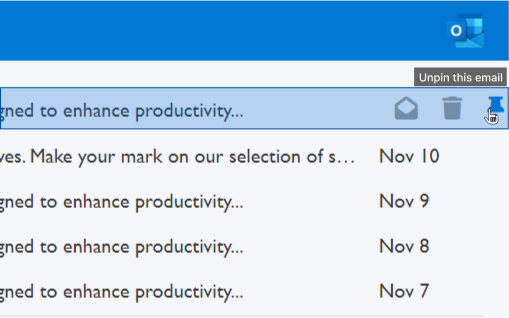 O
Unpin this email
gned to enhance productivity...
ves. Make your mark on our selection of s... Nov 10
gned to enhance productivity... Nov 9
gned to enhance productivity... Nov 8
gned to enhance productivity... Nov 7